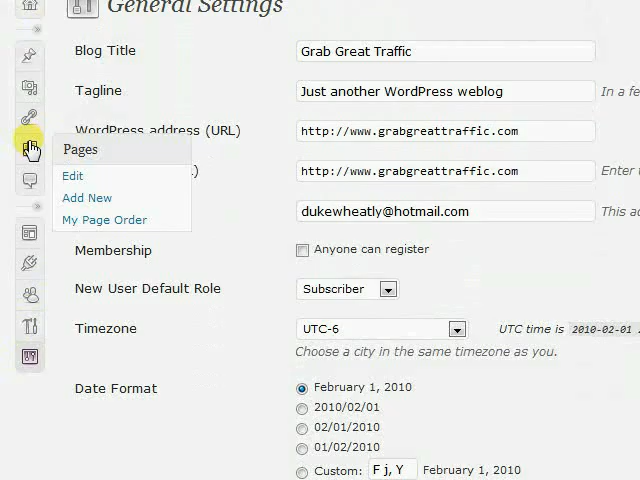 General Settings
Blog Title
Grab Great Traffic
Tagline
Just another WordPress weblog
In a fe
WordPress address (URL)
http://www.grabgreattraffic.com
Pages
Edit
Add New
My Page Order
L)
http://www.grabgreattraffic.com
Enter t
dukewheatly@hotmail.com
This ad
Membership
Anyone can register
New User Default Role
Subscriber
Timezone
UTC-6
UTC time is 2010-02-01
Choose a city in the same timezone as you.
Date Format
February 1, 2010
2010/02/01
02/01/2010
01/02/2010
Custom: F j, Y February 1, 2010